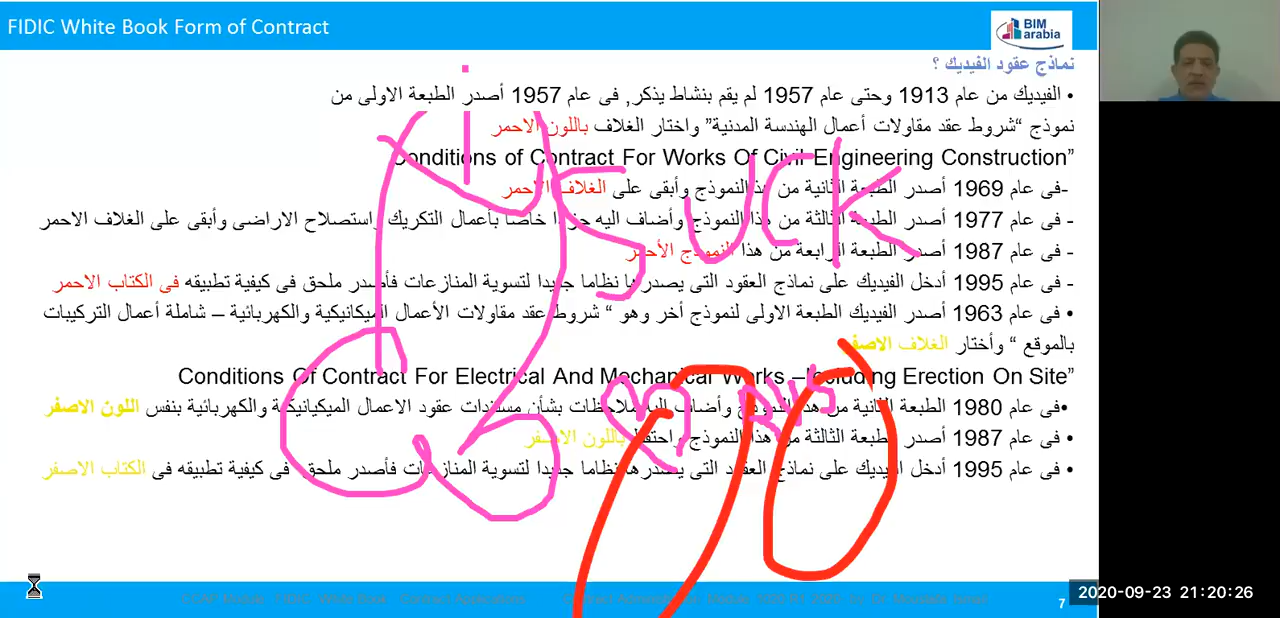 FIDIC White Book Form of Contract
BIM
arabia
نماذج عقود الفيديك ؟
• الفيديك من عام 1913 وحتى عام 1957 لم يقم بنشاط يذكر, فى عام 1957 أصدر الطبعة الاولى من
نموذج “شروط عقد مقاولات أعمال الهندسة المدنية” واختار الغلاف باللون الاحمر
“Conditions of Contract For Works Of Civil Engineering Construction”
-فى عام 1969 أصدر الطبعة الثانية من هذا النموذج وأبقى على الغلاف الاحمر
- فى عام 1977 أصدر الطبعة الثالثة من هذا النموذج وأضاف اليه جزءا خاصا بأعمال التكريك واستصلاح الاراضى وأبقى على الغلاف الاحمر
- فى عام 1987 أصدر الطبعة الرابعة من هذا النموذج الأحمر
- فى عام 1995 أدخل الفيديك على نماذج العقود التى يصدرها نظاما جديدا لتسوية المنازعات فأصدر ملحق فى كيفية تطبيقه فى الكتاب الاحمر
• فى عام 1963 أصدر الفيديك الطبعة الاولى لنموذج أخر وهو “ شروط عقد مقاولات الأعمال الميكانيكية والكهربائية – شاملة أعمال التركيبات
بالموقع “ وأختار الغلاف الاصفر
Conditions Of Contract For Electrical And Mechanical Works –Including Erection On Site”
•فى عام 1980 الطبعة الثانية من هذا النموذج وأضاف اليه ملاحظات بشأن مستندات عقود الاعمال الميكيانيكية والكهربائية بنفس اللون الاصفر
• فى عام 1987 أصدر الطبعة الثالثة من هذا النموذج واحتفظ باللون الاصفر
• فى عام 1995 أدخل الفيديك على نماذج العقود التى يصدرها نظاما جديدا لتسوية المنازعات فأصدر ملحق فى كيفية تطبيقه فى الكتاب الاصفر
i SUCK
7
2020-09-23 21:20:26